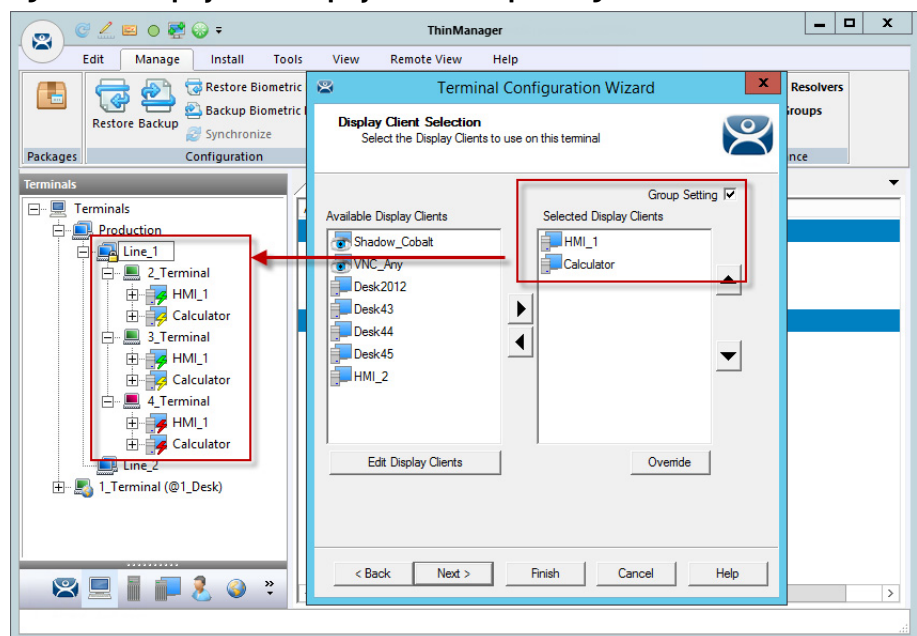 ThinManager
Edit Manage Install Tools View Remote View Help
Packages
Restore Backup
Restore Biometric
Backup Biometric
Synchronize
Configuration
Resolvers
Groups
Terminals
Terminals
Production
Line_1
2_Terminal
HMI_1
Calculator
3_Terminal
HMI_1
Calculator
4_Terminal
HMI_1
Calculator
Line_2
1_Terminal (@1_Desk)
Terminal Configuration Wizard
X
Display Client Selection
Select the Display Clients to use on this terminal
Group Setting
Available Display Clients
Shadow_Cobalt
VNC_Any
Desk2012
Desk43
Desk44
Desk45
HMI_2
Selected Display Clients
HMI_1
Calculator
Edit Display Clients
Override
< Back
Next >
Finish
Cancel
Help